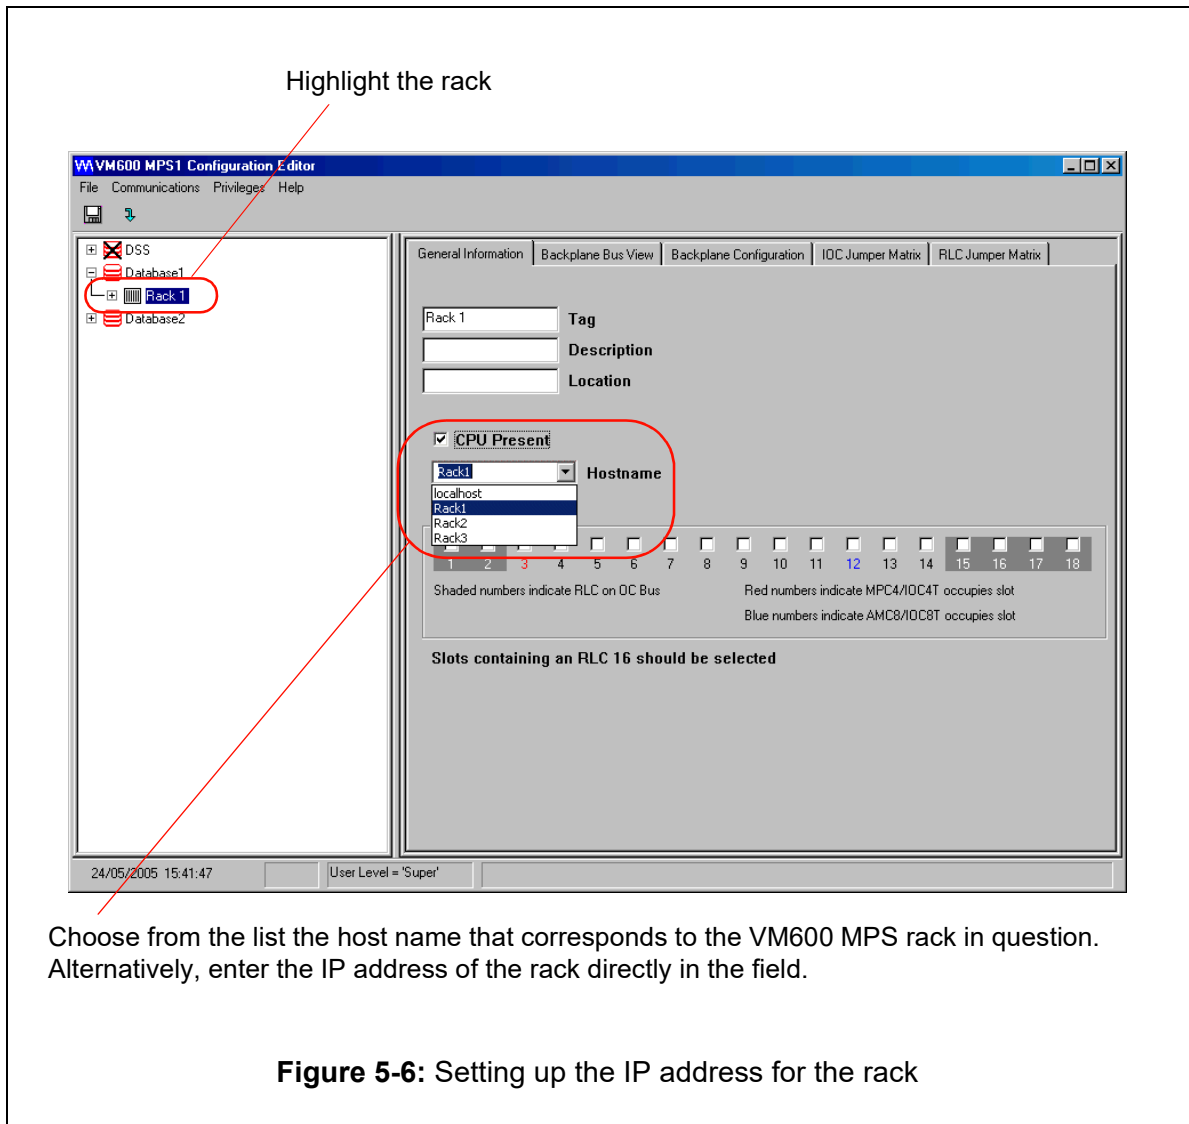 Highlight the rack
VM600 MPS1 Configuration Editor
File Communications Privileges Help
DSS
Database1
Rack 1
Database2
General Information Backplane Bus View Backplane Configuration IOC Jumper Matrix RLC Jumper Matrix
Rack 1 Tag
Description
Location
CPU Present
Rack1 Hostname
localhost
Rack1
Rack2
Rack3
1 2 3 4 5 6 7 8 9 10 11 12 13 14 15 16 17 18
Shaded numbers indicate RLC on OC Bus
Red numbers indicate MPC4/IOC4T occupies slot
Blue numbers indicate AMC8/IOC8T occupies slot
Slots containing an RLC 16 should be selected
24/05/2005 15:41:47 User Level = 'Super'
Choose from the list the host name that corresponds to the VM600 MPS rack in question.
Alternatively, enter the IP address of the rack directly in the field.
Figure 5-6: Setting up the IP address for the rack